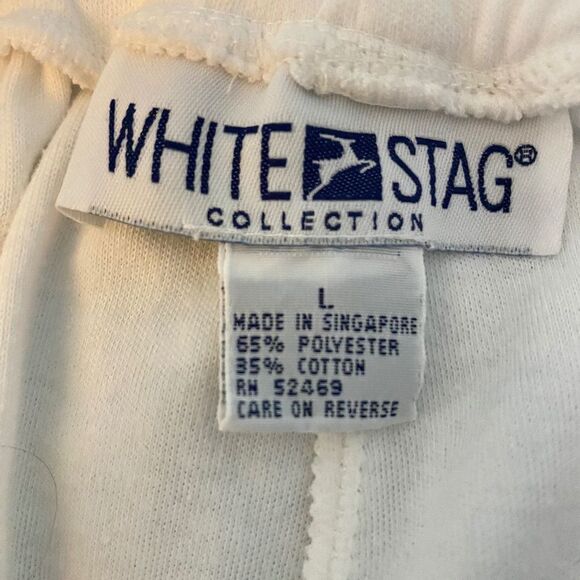 WHITE STAG®
COLLECTION
L
MADE IN SINGAPORE
65% POLYESTER
35% COTTON
RN 52469
CARE ON REVERSE